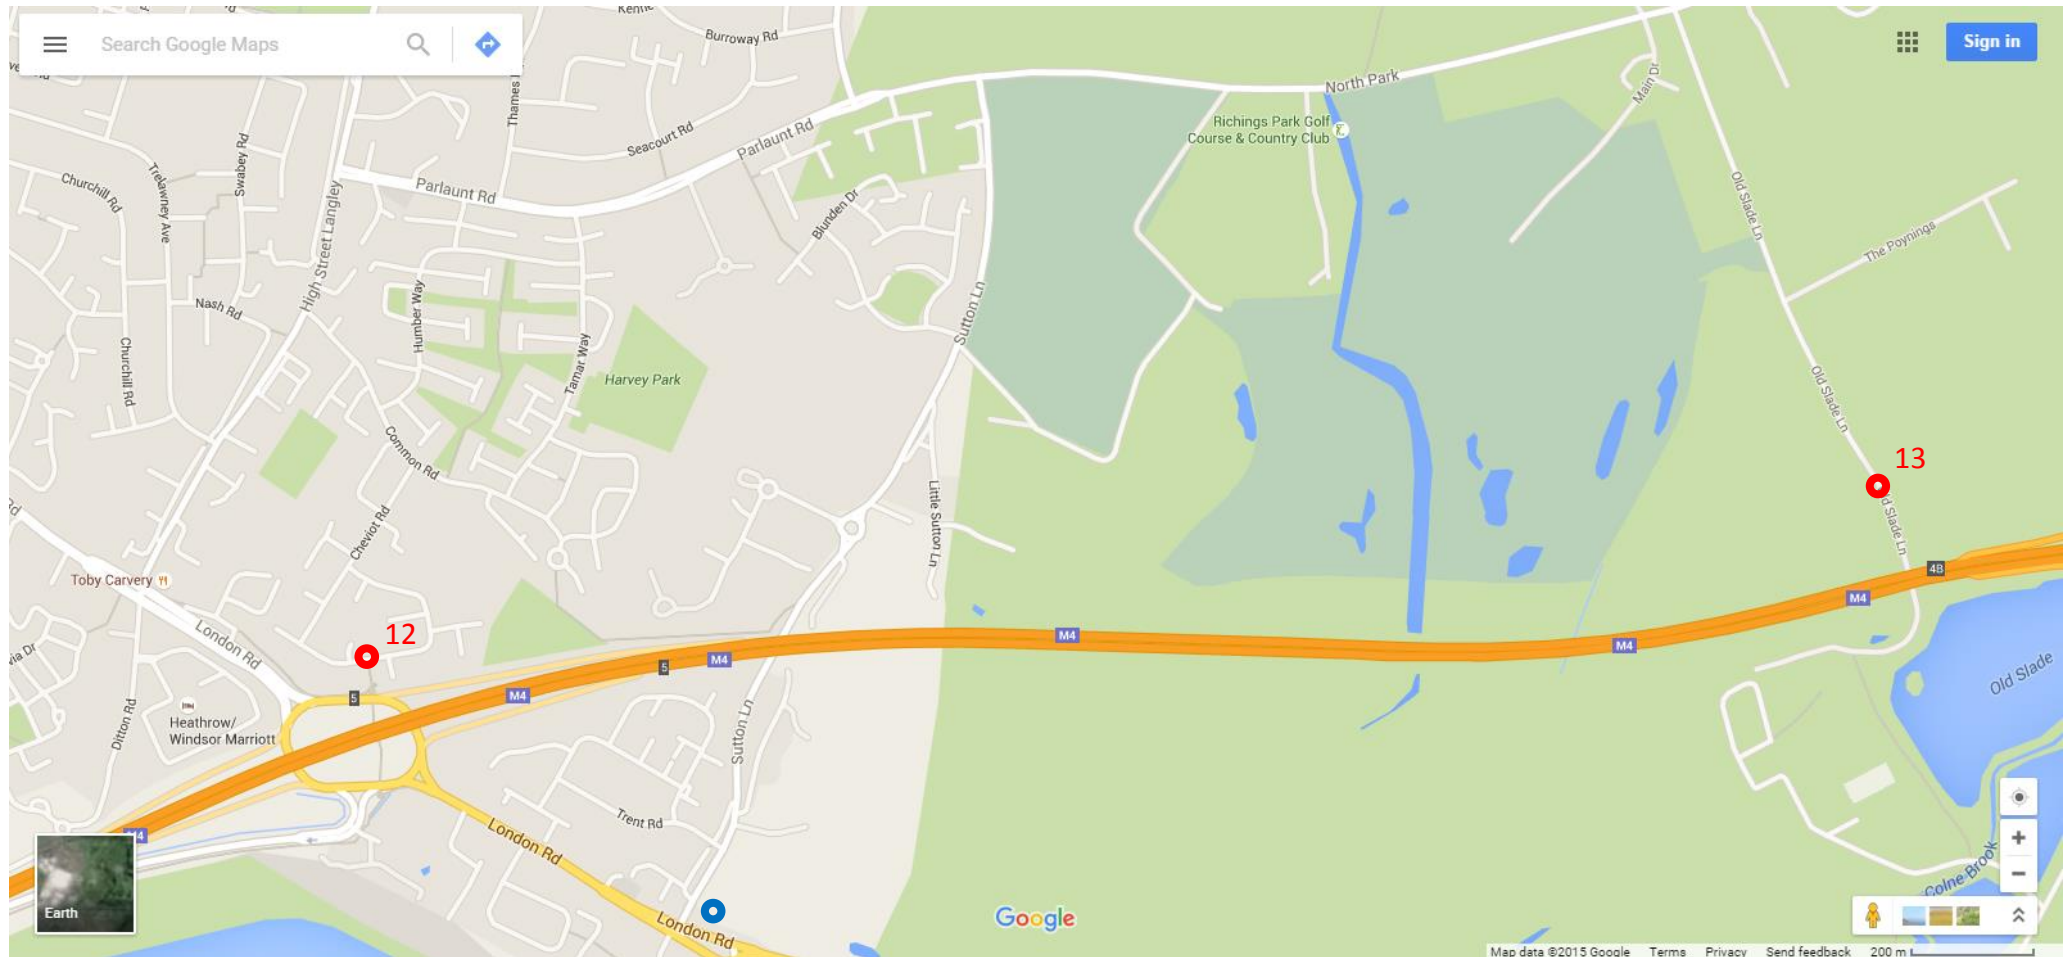 Search Google Maps
Sign in
Burroway Rd
Thames
North Park
Main Dr
Richings Park Golf
Course & Country Club
Parlaunt Rd
Seacourt Rd
Swabey Rd
Trelawney Ave
Churchill Rd
Parlaunt Rd
High Street Langley
Blunden Dr
Old Slade Ln
The Poynings
Nash Rd
Humber Way
Sutton Ln
Churchill Rd
Tamar Way
Harvey Park
Old Slade Ln
Common Rd
13
Little Sutton Ln
Cheviot Rd
Slade Ln
Toby Carvery
4B
M4
London Rd
12
M4
M4
5
M4
M4
5
Old Slade
Ditton Rd
Heathrow/
Windsor Marriott
Sutton Ln
Trent Rd
London Rd
Colne Brook
Earth
London Rd
Google
Map data ©2015 Google
Terms
Privacy
Send feedback
200 m